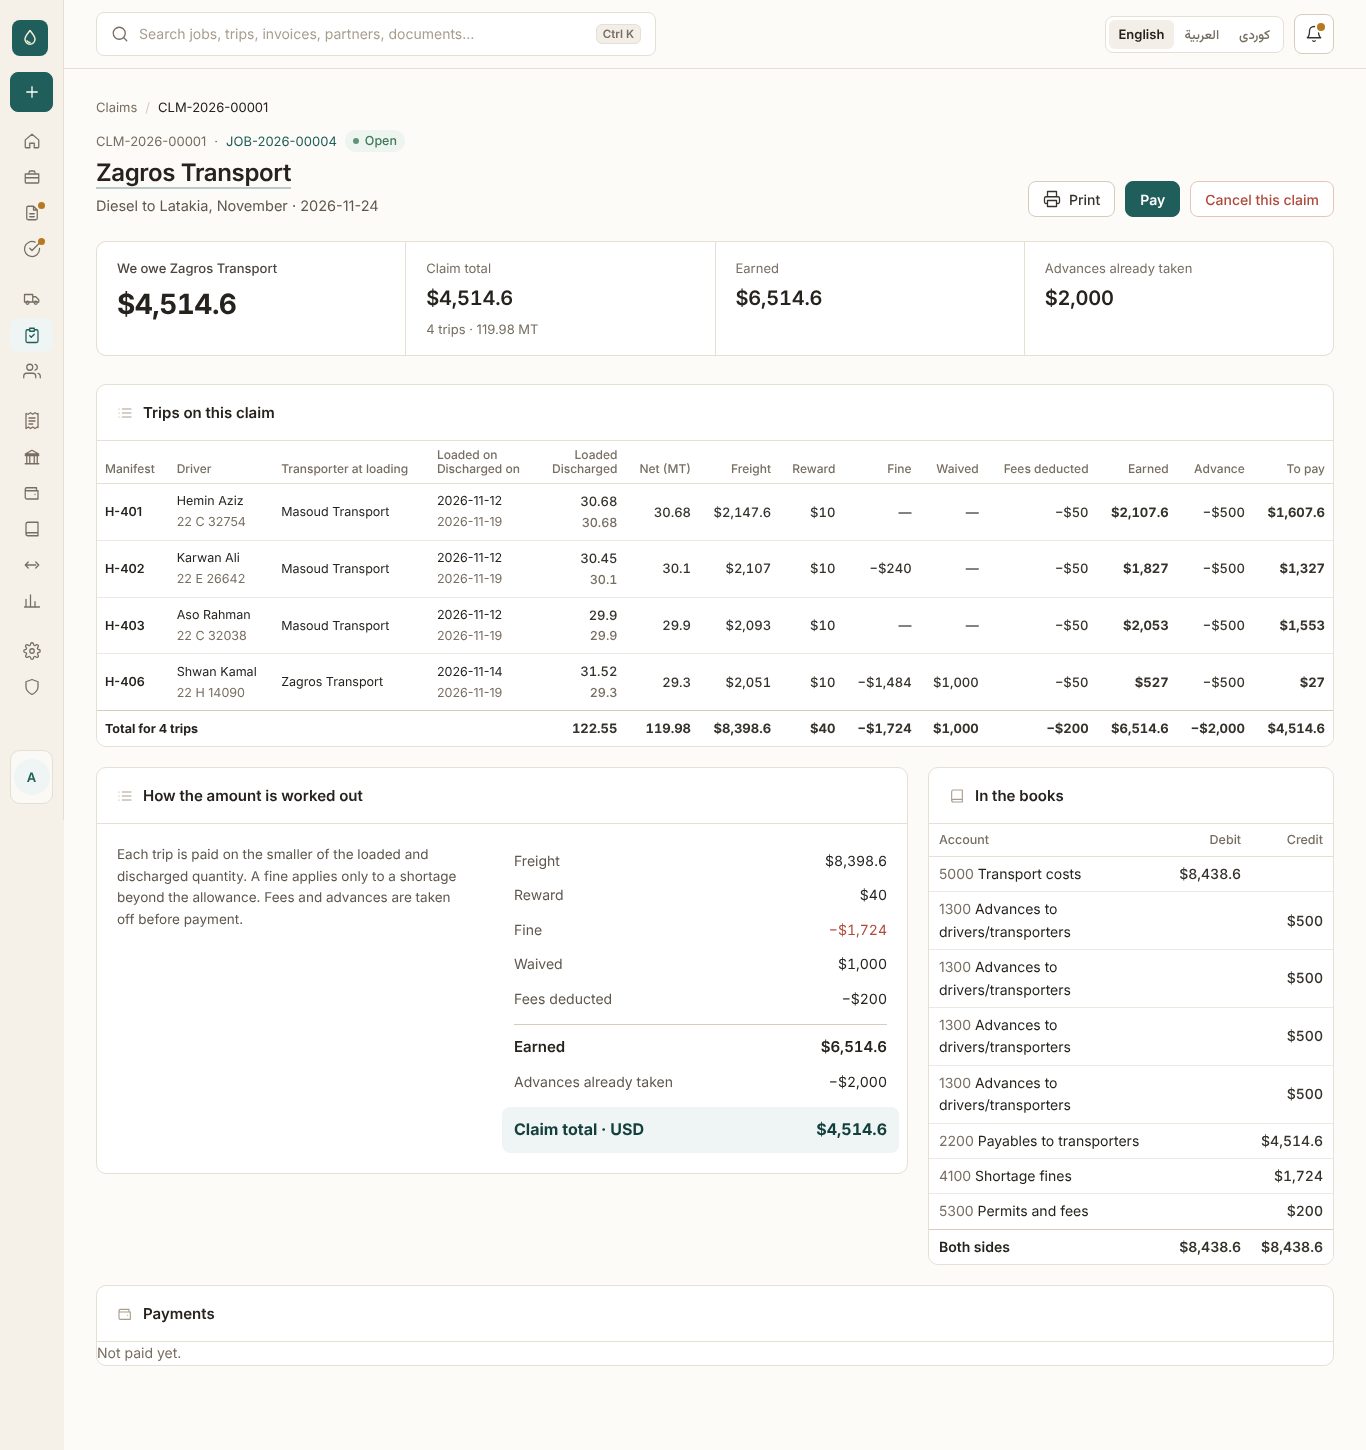 Search jobs, trips, invoices, partners, documents...
Ctrl K
English
العربية
كوردی
Claims / CLM-2026-00001
CLM-2026-00001 · JOB-2026-00004 Open
Zagros Transport
Diesel to Latakia, November · 2026-11-24
Print
Pay
Cancel this claim
We owe Zagros Transport
$4,514.6
Claim total
$4,514.6
4 trips · 119.98 MT
Earned
$6,514.6
Advances already taken
$2,000
Trips on this claim
Manifest Driver Transporter at loading Loaded on Discharged on Loaded Discharged Net (MT) Freight Reward Fine Waived Fees deducted Earned Advance To pay
H-401 Hemin Aziz 22 C 32754 Masoud Transport 2026-11-12 2026-11-19 30.68 30.68 30.68 $2,147.6 $10 — — −$50 $2,107.6 −$500 $1,607.6
H-402 Karwan Ali 22 E 26642 Masoud Transport 2026-11-12 2026-11-19 30.45 30.1 30.1 $2,107 $10 −$240 — −$50 $1,827 −$500 $1,327
H-403 Aso Rahman 22 C 32038 Masoud Transport 2026-11-12 2026-11-19 29.9 29.9 29.9 $2,093 $10 — — −$50 $2,053 −$500 $1,553
H-406 Shwan Kamal 22 H 14090 Zagros Transport 2026-11-14 2026-11-19 31.52 29.3 29.3 $2,051 $10 −$1,484 $1,000 −$50 $527 −$500 $27
Total for 4 trips 122.55 119.98 $8,398.6 $40 −$1,724 $1,000 −$200 $6,514.6 −$2,000 $4,514.6
A
How the amount is worked out
Each trip is paid on the smaller of the loaded and
discharged quantity. A fine applies only to a shortage
beyond the allowance. Fees and advances are taken
off before payment.
Freight $8,398.6
Reward $40
Fine −$1,724
Waived $1,000
Fees deducted −$200
Earned $6,514.6
Advances already taken −$2,000
Claim total · USD $4,514.6
In the books
Account Debit Credit
5000 Transport costs $8,438.6
1300 Advances to drivers/transporters $500
1300 Advances to drivers/transporters $500
1300 Advances to drivers/transporters $500
1300 Advances to drivers/transporters $500
2200 Payables to transporters $4,514.6
4100 Shortage fines $1,724
5300 Permits and fees $200
Both sides $8,438.6 $8,438.6
Payments
Not paid yet.